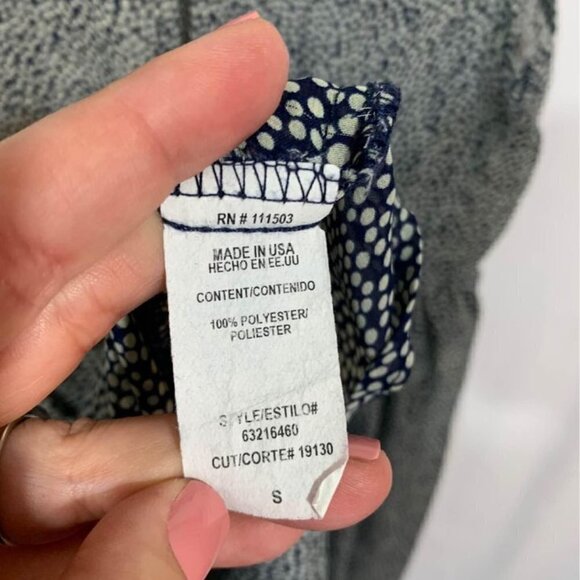 RN # 111503
MADE IN USA
HECHO EN EE.UU
CONTENT/CONTENIDO
100% POLYESTER/
POLIESTER
STYLE/ESTILO#
63216460
CUT/CORTE# 19130
S